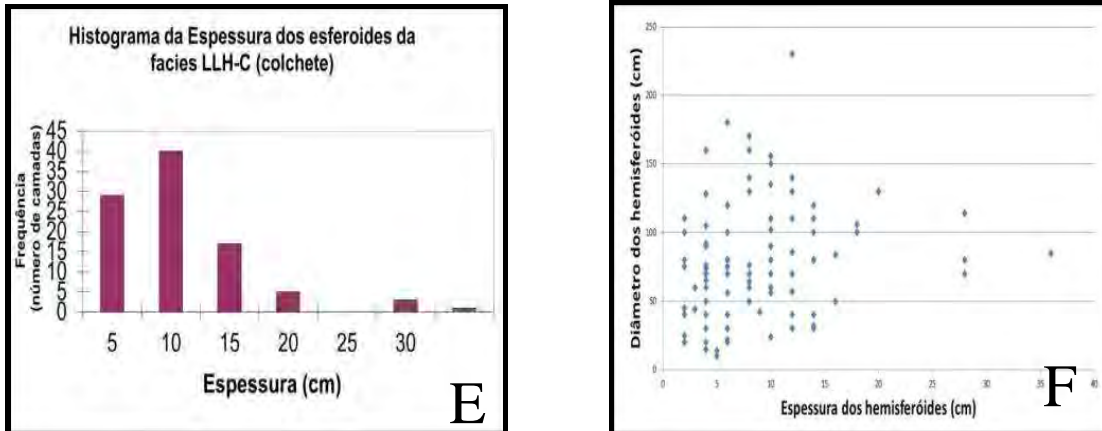 Histograma da Espessura dos esferoides da
facies LLH-C (colchete)
Frequência
(número de camadas)
45
40
35
30
25
20
15
10
5
0
5 10 15 20 25 30
Espessura (cm)
E
Diâmetro dos hemisferóides (cm)
250
200
150
100
50
0
0 5 10 15 20 25 30 35 40
Espessura dos hemisferóides (cm)
F